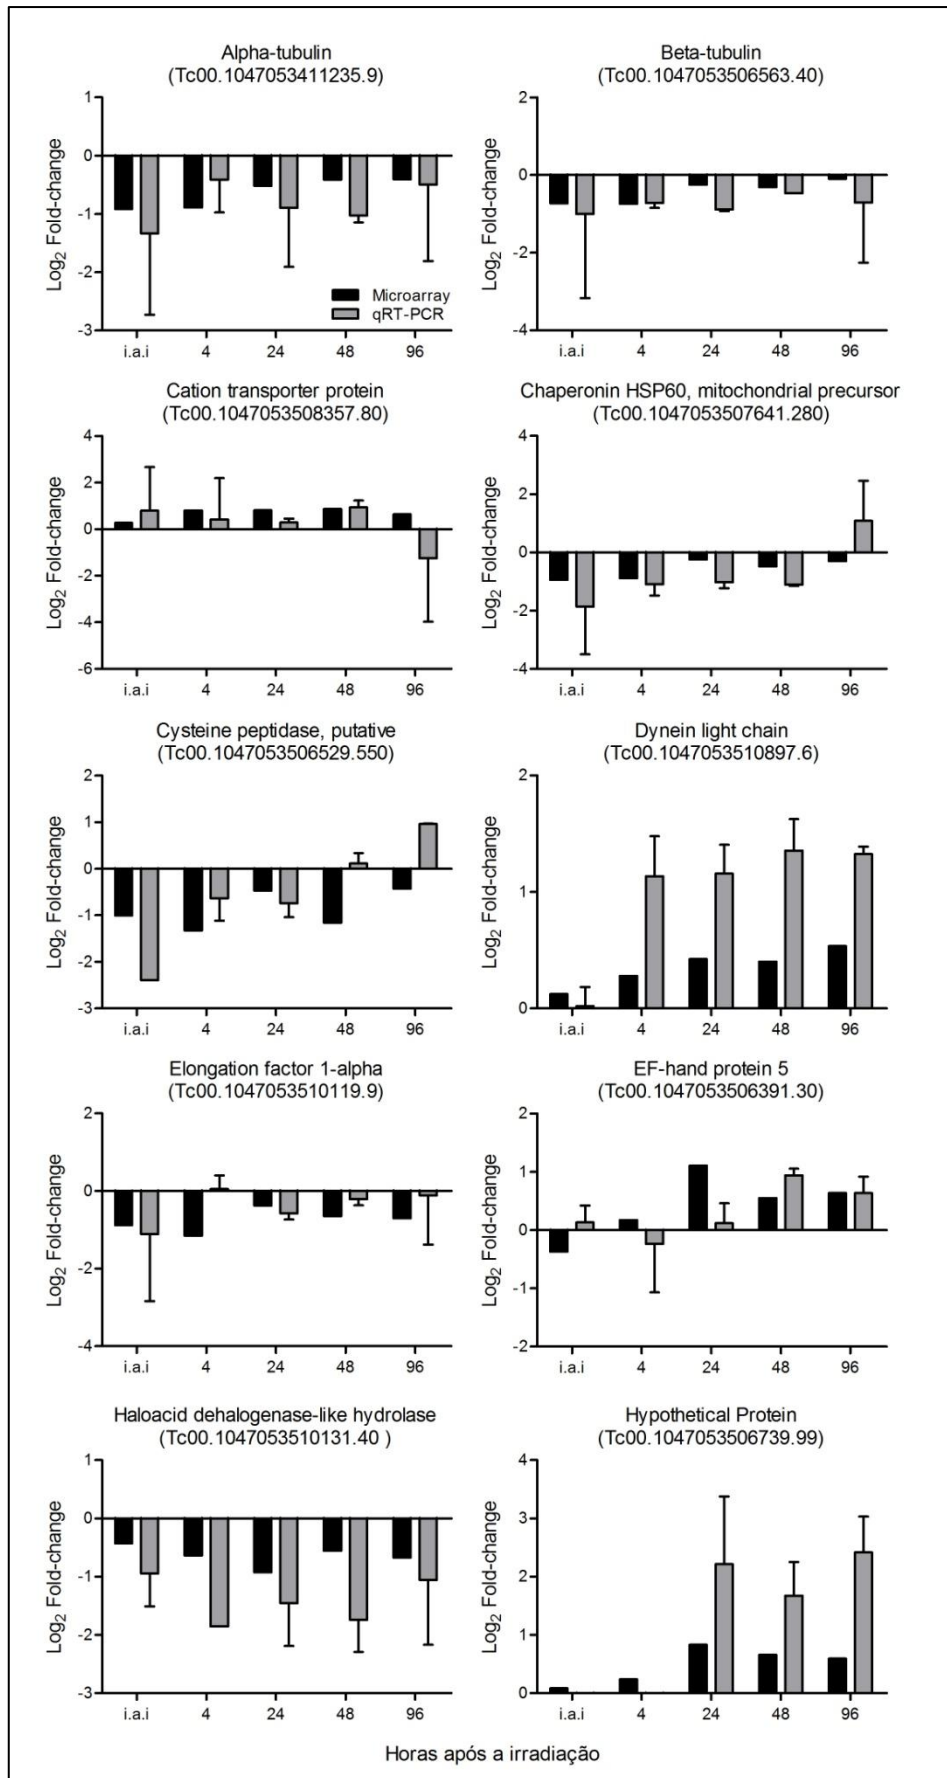 Alpha-tubulin
(Tc00.1047053411235.9)
Log2 Fold-change
1
0
-1
-2
-3
Microarray
qRT-PCR
i.a.i 4 24 48 96
Beta-tubulin
(Tc00.1047053506563.40)
Log2 Fold-change
2
0
-2
-4
i.a.i 4 24 48 96
Cation transporter protein
(Tc00.1047053508357.80)
Log2 Fold-change
4
2
0
-2
-4
-6
i.a.i 4 24 48 96
Chaperonin HSP60, mitochondrial precursor
(Tc00.1047053507641.280)
Log2 Fold-change
4
2
0
-2
-4
i.a.i 4 24 48 96
Cysteine peptidase, putative
(Tc00.1047053506529.550)
Log2 Fold-change
2
1
0
-1
-2
-3
i.a.i 4 24 48 96
Dynein light chain
(Tc00.1047053510897.6)
Log2 Fold-change
2
1
0
i.a.i 4 24 48 96
Elongation factor 1-alpha
(Tc00.1047053510119.9)
Log2 Fold-change
2
0
-2
-4
i.a.i 4 24 48 96
EF-hand protein 5
(Tc00.1047053506391.30)
Log2 Fold-change
2
1
0
-1
-2
i.a.i 4 24 48 96
Haloacid dehalogenase-like hydrolase
(Tc00.1047053510131.40 )
Log2 Fold-change
1
0
-1
-2
-3
i.a.i 4 24 48 96
Hypothetical Protein
(Tc00.1047053506739.99)
Log2 Fold-change
4
3
2
1
0
i.a.i 4 24 48 96
Horas após a irradiação